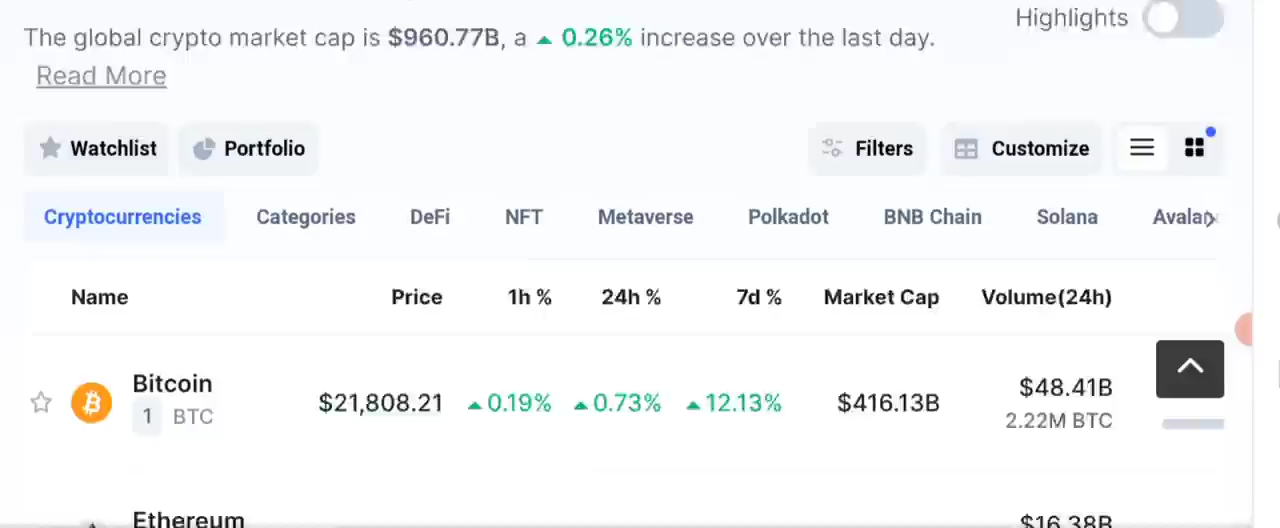 Highlights
The global crypto market cap is $960.77B, a 0.26% increase over the last day.
Read More
Watchlist Portfolio Filters Customize
Cryptocurrencies Categories DeFi NFT Metaverse Polkadot BNB Chain Solana
Name Price 1h % 24h % 7d % Market Cap Volume(24h)
Bitcoin
$21,808.21 0.19% 0.73% 12.13% $416.13B $48.41B
1 BTC 2.22M BTC
Ethereum $16.38B